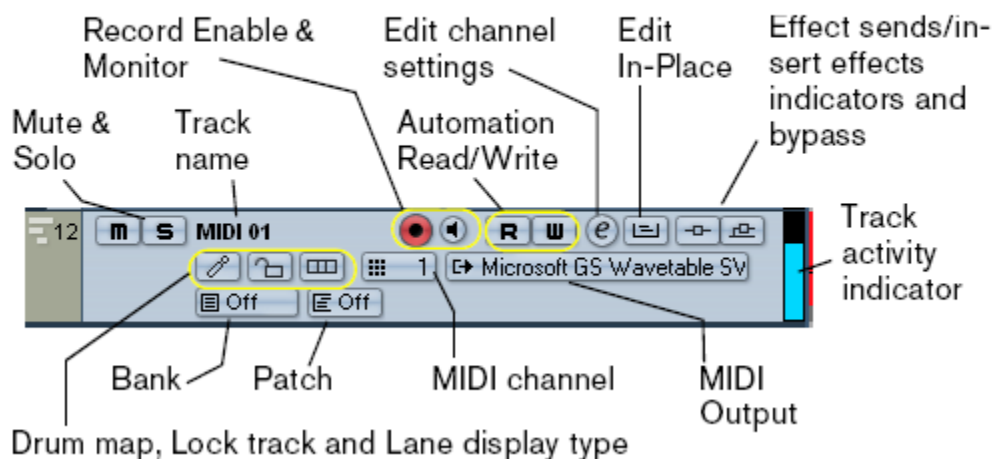 Record Enable &
Monitor
Edit channel
settings
Edit
In-Place
Effect sends/in-
sert effects
indicators and
bypass
Mute &
Solo
Track
name
Automation
Read/Write
12 m S MIDI 01 R W e
1 Microsoft GS Wavetable SV
Off Off
Track
activity
indicator
Bank
Patch
MIDI channel
MIDI
Output
Drum map, Lock track and Lane display type